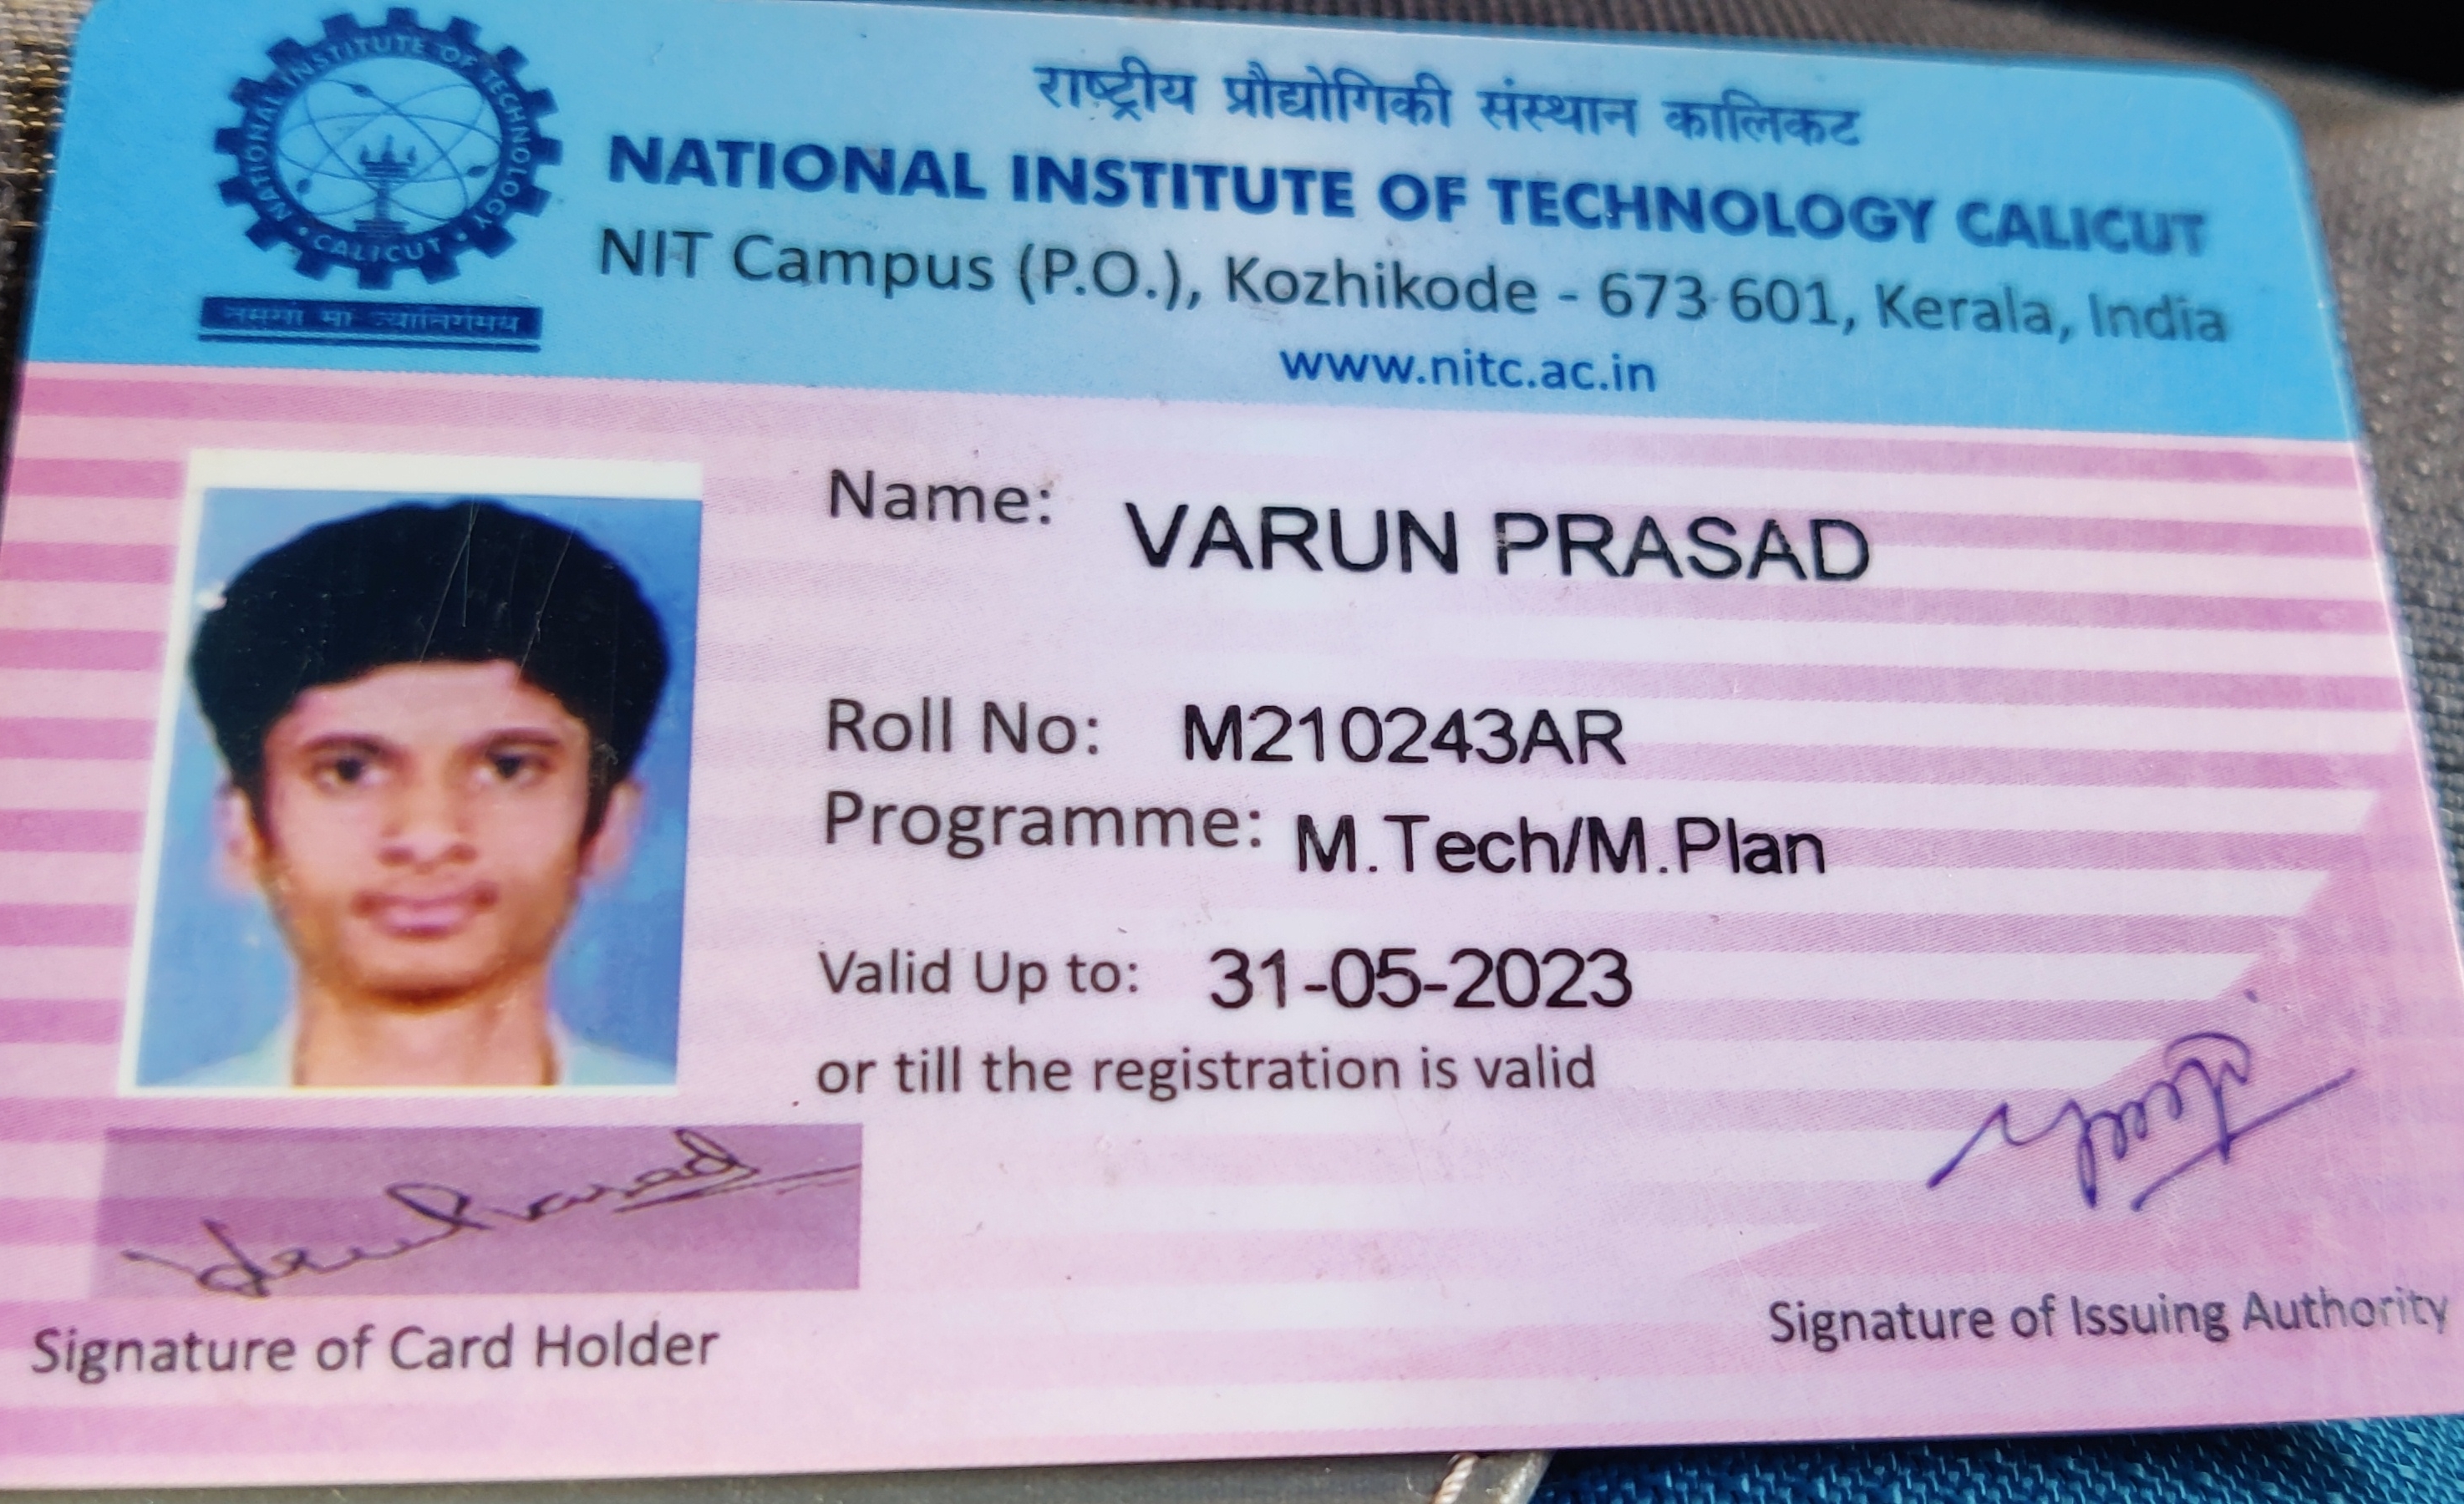 NATIONAL INSTITUTE OF TECHNOLOGY
CALICUT
तमसो मा ज्योतिर्गमय
राष्ट्रीय प्रौद्योगिकी संस्थान कालिकट
NATIONAL INSTITUTE OF TECHNOLOGY CALICUT
NIT Campus (P.O.), Kozhikode - 673 601, Kerala, India
www.nitc.ac.in
Name: VARUN PRASAD
Roll No: M210243AR
Programme: M.Tech/M.Plan
Valid Up to: 31-05-2023
or till the registration is valid
Signature of Card Holder
Signature of Issuing Authority